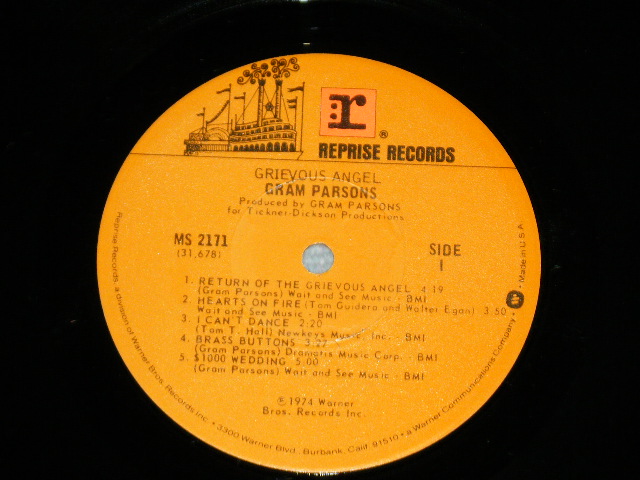 r
®
REPRISE RECORDS
GRIEVOUS ANGEL
GRAM PARSONS
Produced by GRAM PARSONS
for Tickner-Dickson Productions
MS 2171
(31,678)
SIDE
1
1. RETURN OF THE GRIEVOUS ANGEL 4:19
(Gram Parsons) Wait and See Music - BMI
2. HEARTS ON FIRE (Tom Guidera and Walter Egan) 3:50
Wait and See Music - BMI
3. I CAN'T DANCE 2:20
(Tom T. Hall) Newkeys Music, Inc. - BMI
4. BRASS BUTTONS 3:27
(Gram Parsons) Dramatis Music Corp. - BMI
5. $1000 WEDDING 5:00
(Gram Parsons) Wait and See Music - BMI
℗1974 Warner
Bros. Records Inc.
Reprise Records, a division of Warner Bros. Records Inc. • 3300 Warner Blvd., Burbank, Calif. 91510 • a Warner Communications Company • Made in U.S.A.